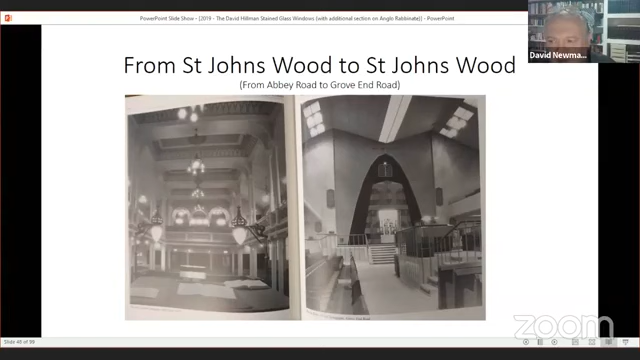 PowerPoint Slide Show - [2019 - The David Hillman Stained Glass Windows (with additional section on Anglo Rabbinate)] - PowerPoint
David Newma...
From St Johns Wood to St Johns Wood
(From Abbey Road to Grove End Road)
zoom